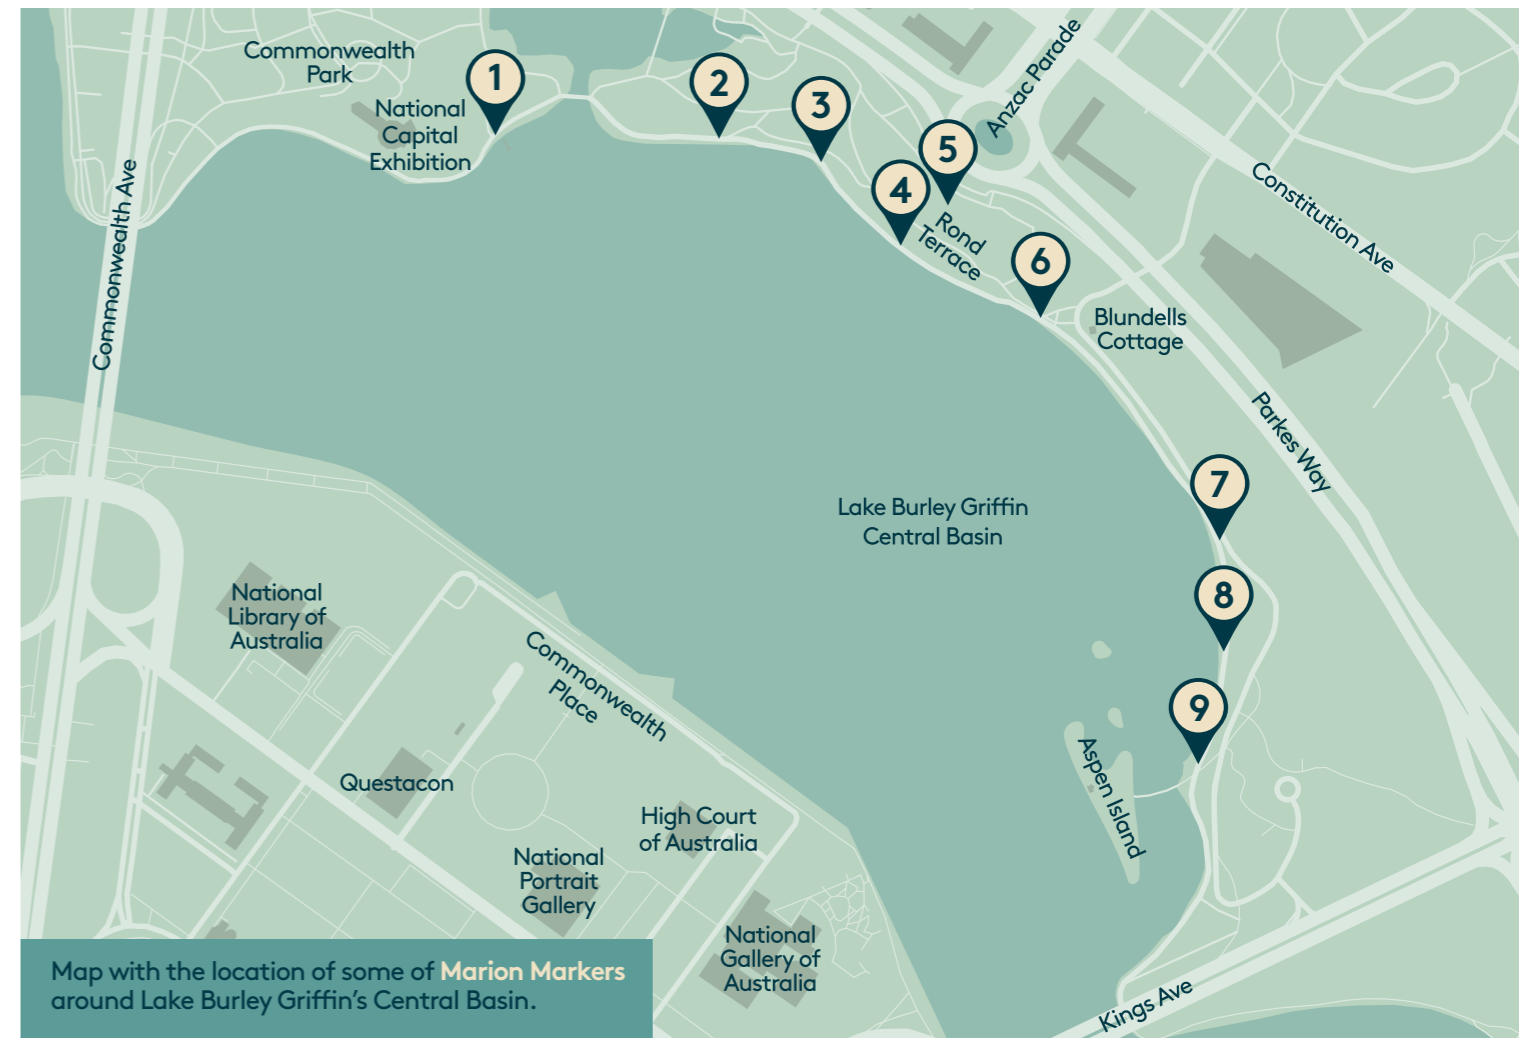 Commonwealth
Park
1
National
Capital
Exhibition
2
3
4
5
Anzac Parade
Rond
Terrace
6
Constitution Ave
Blundells
Cottage
Parkes Way
Commonwealth Ave
Lake Burley Griffin
Central Basin
7
8
9
Aspen Island
National
Library of
Australia
Commonwealth
Place
Questacon
High Court
of Australia
National
Portrait
Gallery
National
Gallery of
Australia
Kings Ave
Map with the location of some of Marion Markers
around Lake Burley Griffin's Central Basin.